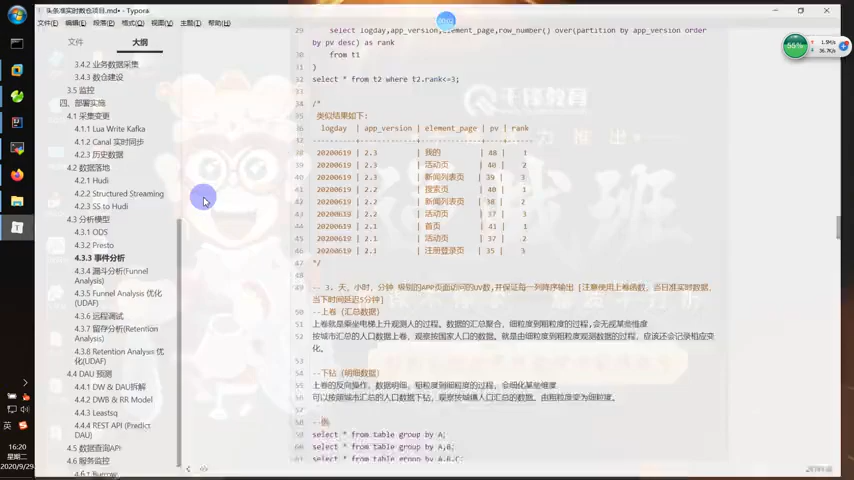 头条准实时数仓项目.md• - Typora
文件(F) 编辑(E) 段落(P) 格式(O) 视图(V) 主题(T) 帮助(H)
文件 大纲
3.4.2 业务数据采集
3.4.3 数仓建设
3.5 监控
四、部署实施
4.1 采集变更
4.1.1 Lua Write Kafka
4.1.2 Canal 实时同步
4.2.3 历史数据
4.2 数据落地
4.2.1 Hudi
4.2.2 Structured Streaming
4.2.3 SS to Hudi
4.3 分析模型
4.3.1 ODS
4.3.2 Presto
4.3.3 事件分析
4.3.4 漏斗分析(Funnel
Analysis)
4.3.5 Funnel Analysis 优化
(UDAF)
4.3.6 远程调试
4.3.7 留存分析(Retention
Analysis)
4.3.8 Retention Analysis 优
化(UDAF)
4.4 DAU 预测
4.4.1 DW & DAU拆解
4.4.2 DWB & RR Model
4.4.3 Leastsq
4.4.4 REST API (Predict
DAU)
4.5 数据查询API
4.6 服务监控
4.6.1 Burrow
29 select logday,app_version,element_page,row_number() over(partition by app_version order
by pv desc) as rank
30 from t1
31 )
32 select * from t2 where t2.rank<=3;
33
34 /*
35 类似结果如下:
36 logday | app_version | element_page | pv | rank
38 20200619 | 2.3 | 我的 | 48 | 1
39 20200619 | 2.3 | 活动页 | 40 | 2
40 20200619 | 2.3 | 新闻列表页 | 39 | 3
41 20200619 | 2.2 | 搜索页 | 40 | 1
42 20200619 | 2.2 | 新闻列表页 | 38 | 2
43 20200619 | 2.2 | 活动页 | 37 | 3
44 20200619 | 2.1 | 首页 | 41 | 1
45 20200619 | 2.1 | 活动页 | 37 | 2
46 20200619 | 2.1 | 注册登录页 | 35 | 3
47 */
48
49 -- 3、天，小时，分钟 级别的APP页面访问的UV数,并保证每一列降序输出 [注意使用上卷函数，当日准实时数据，
当下时间延迟5分钟]
50 --上卷（汇总数据）
51 上卷就是乘坐电梯上升观测人的过程。数据的汇总聚合，细粒度到粗粒度的过程,会无视某些维度
52 按城市汇总的人口数据上卷，观察按国家人口的数据。就是由细粒度到粗粒度观测数据的过程，应该还会记录相应变
化。
53
54 --下钻（明细数据）
55 上卷的反向操作。数据明细，粗粒度到细粒度的过程，会细化某些维度
56 可以按照城市汇总的人口数据下钻，观察按城镇人口汇总的数据。由粗粒度变为细粒度。
57
58 --例
59 select * from table group by A;
60 select * from table group by A,B;
61 select * from table group by A,B,C;
千锋教育
力 推 出
55%
英
16:20
星期二
2020/9/29